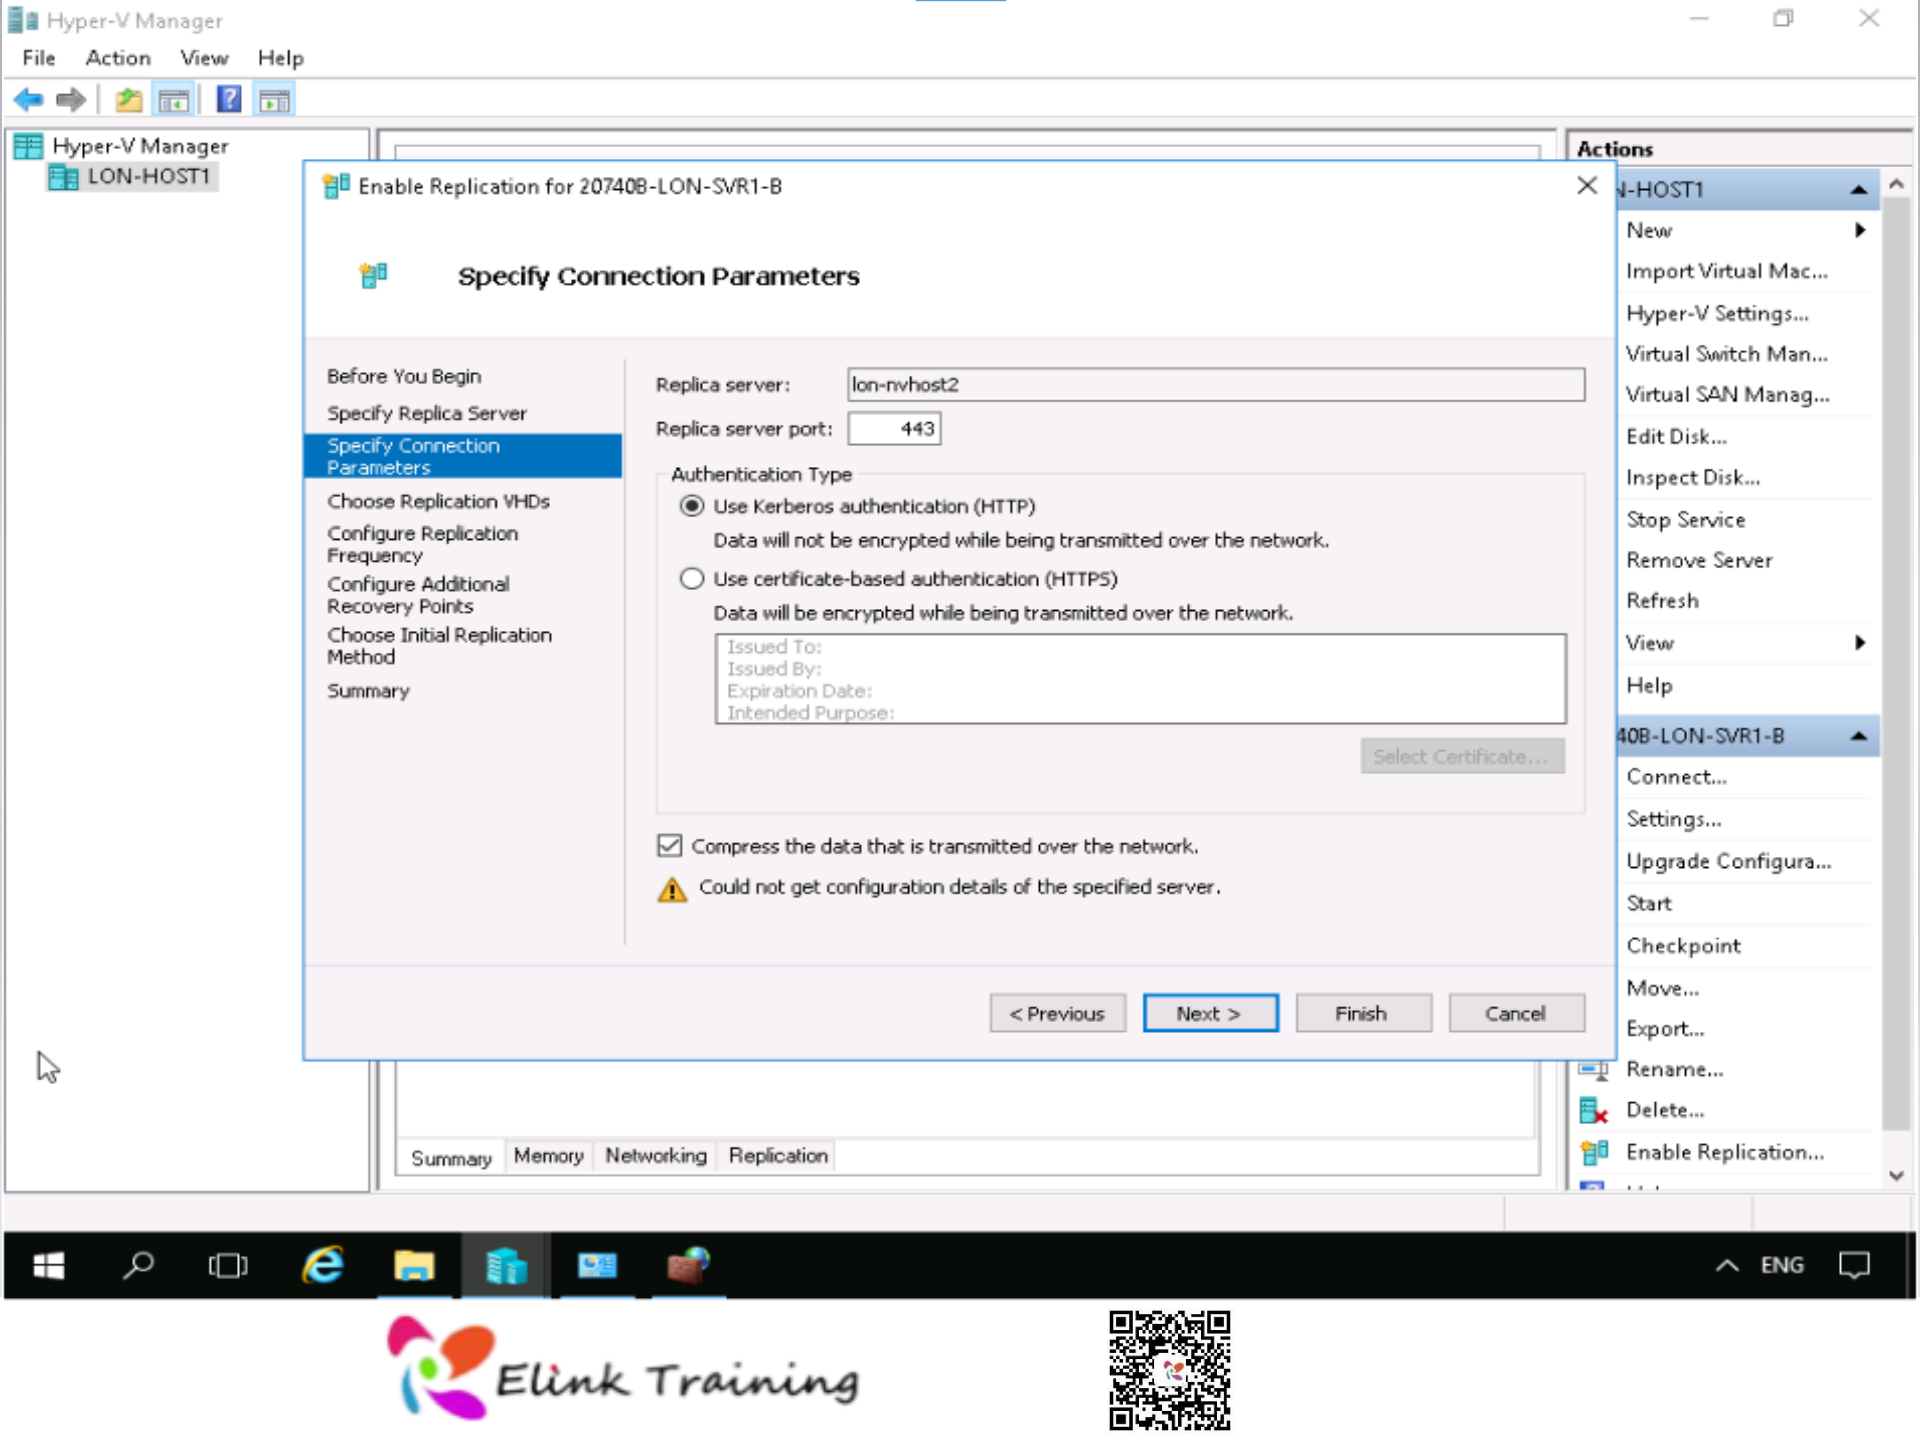 Hyper-V Manager
File Action View Help
Hyper-V Manager
LON-HOST1
Enable Replication for 20740B-LON-SVR1-B
Specify Connection Parameters
Before You Begin
Specify Replica Server
Specify Connection
Parameters
Choose Replication VHDs
Configure Replication
Frequency
Configure Additional
Recovery Points
Choose Initial Replication
Method
Summary
Replica server: lon-nvhost2
Replica server port: 443
Authentication Type
Use Kerberos authentication (HTTP)
Data will not be encrypted while being transmitted over the network.
Use certificate-based authentication (HTTPS)
Data will be encrypted while being transmitted over the network.
Issued To:
Issued By:
Expiration Date:
Intended Purpose:
Select Certificate...
Compress the data that is transmitted over the network.
Could not get configuration details of the specified server.
< Previous Next > Finish Cancel
Summary Memory Networking Replication
Actions
N-HOST1
New
Import Virtual Mac...
Hyper-V Settings...
Virtual Switch Man...
Virtual SAN Manag...
Edit Disk...
Inspect Disk...
Stop Service
Remove Server
Refresh
View
Help
40B-LON-SVR1-B
Connect...
Settings...
Upgrade Configura...
Start
Checkpoint
Move...
Export...
Rename...
Delete...
Enable Replication...
ENG
Elink Training